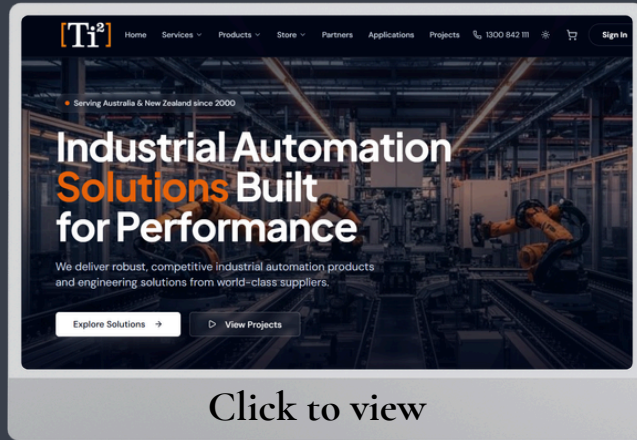 [Ti²]
Home Services Products Store Partners Applications Projects 1300 842 111 Sign In
Serving Australia & New Zealand since 2000
Industrial Automation
Solutions Built
for Performance
We deliver robust, competitive industrial automation products
and engineering solutions from world-class suppliers.
Explore Solutions → View Projects
Click to view